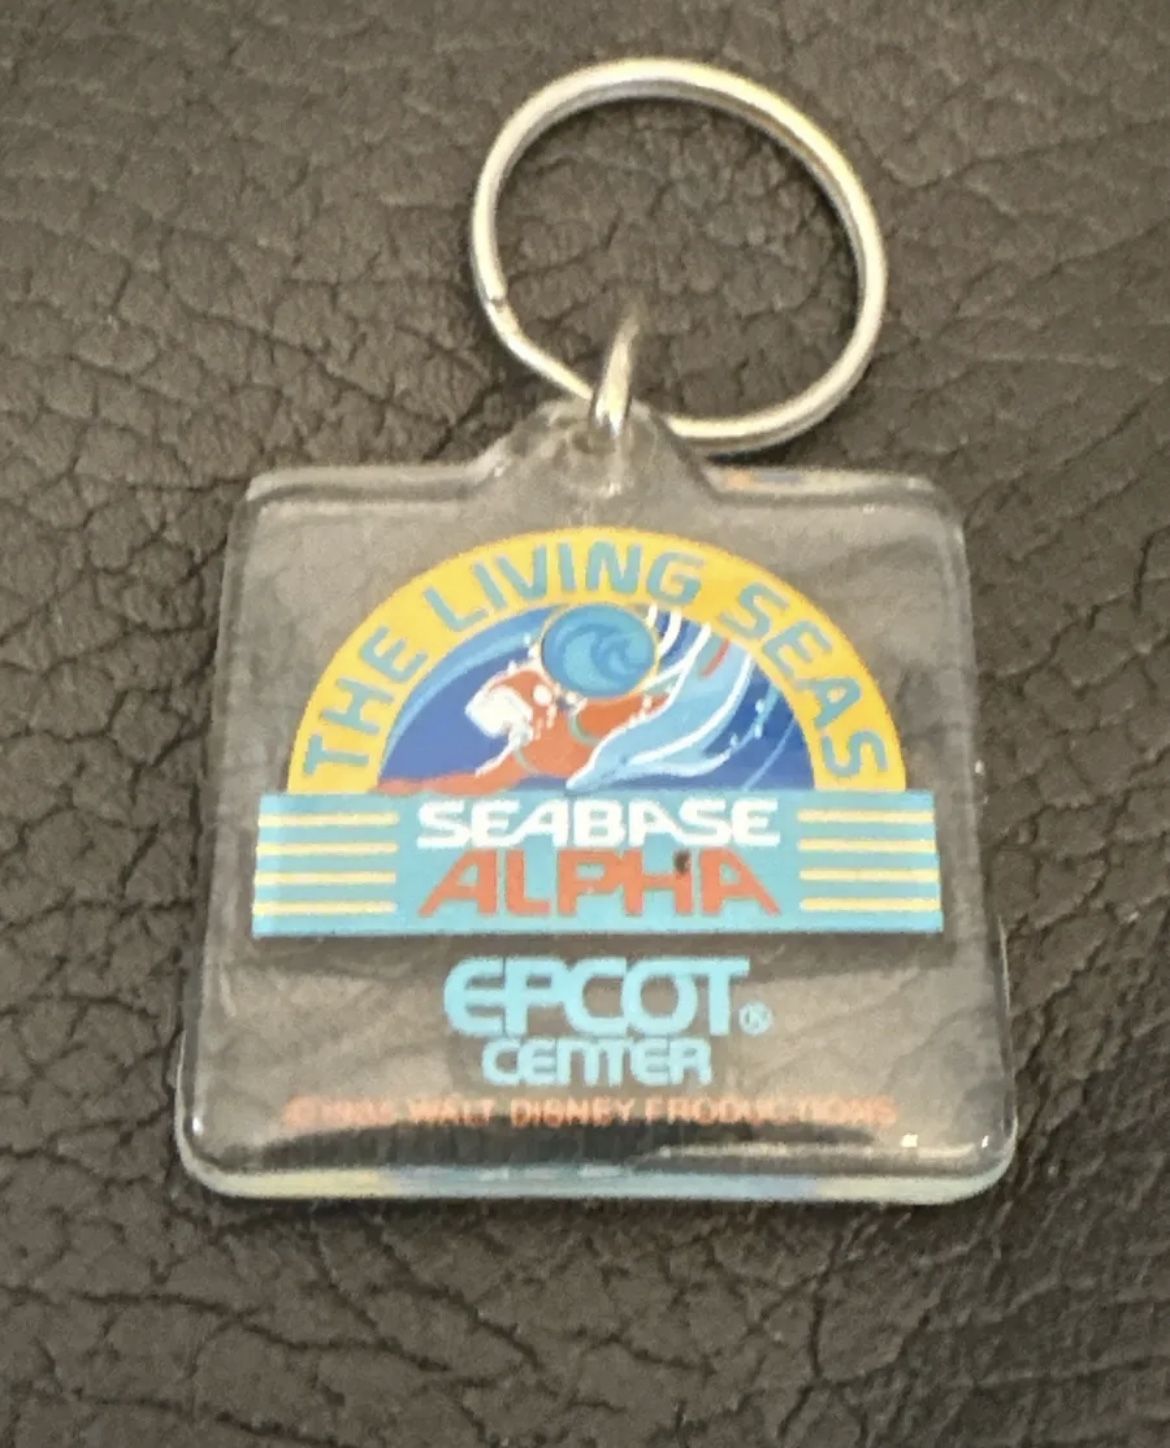 THE LIVING SEAS
SEABASE
ALPHA
EPCOT®
CENTER
WALT DISNEY PRODUCTIONS